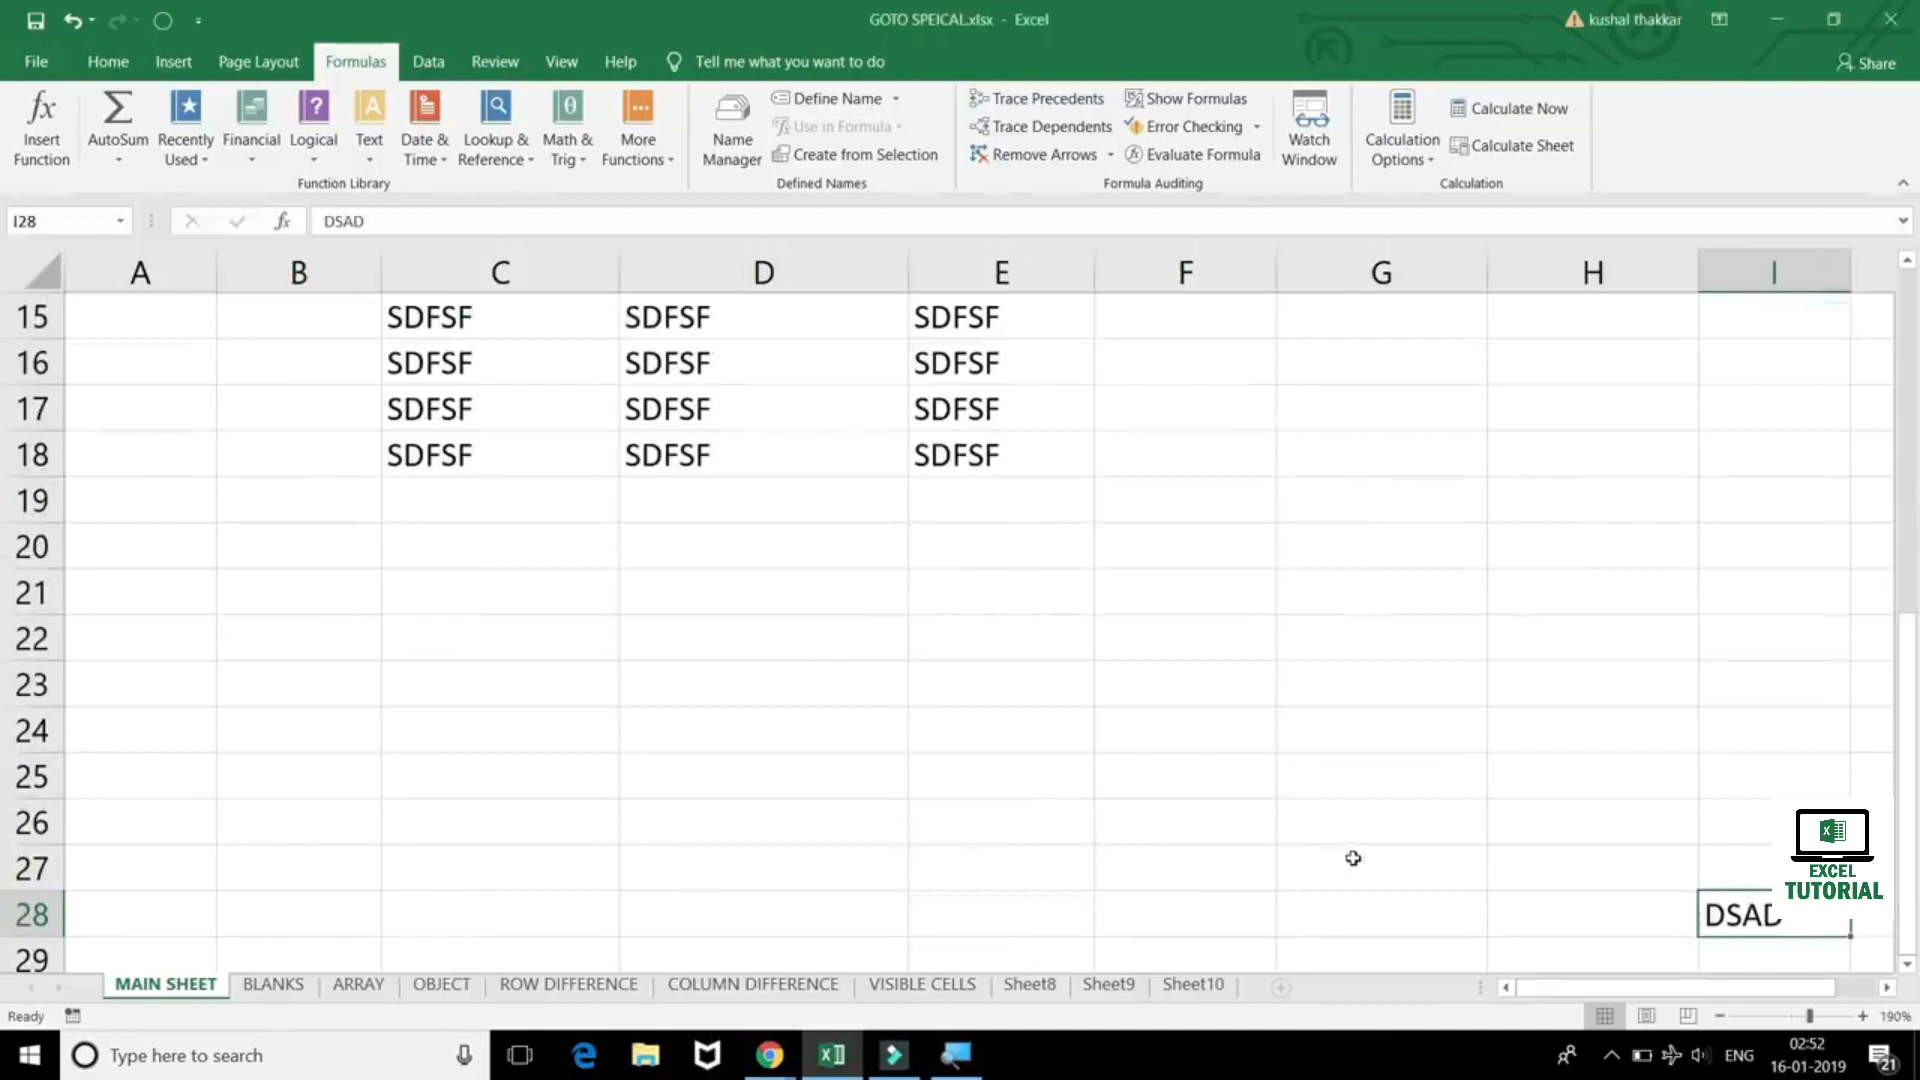 GOTO SPEICAL.xlsx - Excel
kushal thakkar
File Home Insert Page Layout Formulas Data Review View Help Tell me what you want to do
Share
Insert Function
AutoSum
Recently Used
Financial
Logical
Text
Date & Time
Lookup & Reference
Math & Trig
More Functions
Function Library
Name Manager
Define Name
Use in Formula
Create from Selection
Defined Names
Trace Precedents
Trace Dependents
Remove Arrows
Show Formulas
Error Checking
Evaluate Formula
Formula Auditing
Watch Window
Calculation Options
Calculate Now
Calculate Sheet
Calculation
I28 fx DSAD
A B C D E F G H I
15 SDFSF SDFSF SDFSF
16 SDFSF SDFSF SDFSF
17 SDFSF SDFSF SDFSF
18 SDFSF SDFSF SDFSF
19
20
21
22
23
24
25
26
27
EXCEL
TUTORIAL
28 DSAD
29
MAIN SHEET BLANKS ARRAY OBJECT ROW DIFFERENCE COLUMN DIFFERENCE VISIBLE CELLS Sheet8 Sheet9 Sheet10
Ready 190%
Type here to search
ENG
02:52
16-01-2019
21